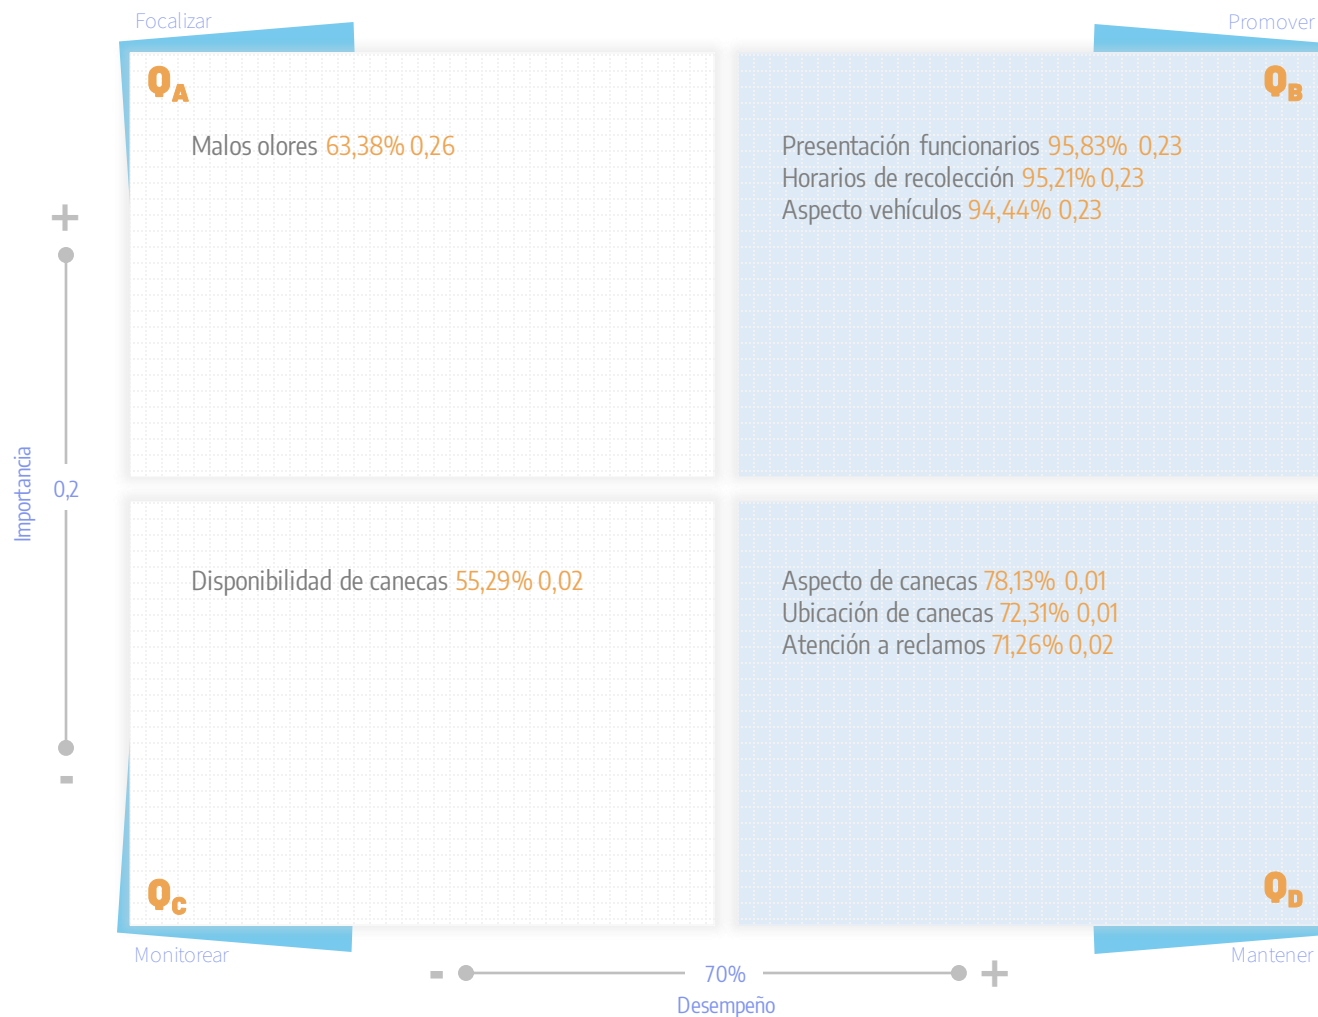 Focalizar
Promover
QA
QB
Malos olores 63,38% 0,26
Presentación funcionarios 95,83% 0,23
Horarios de recolección 95,21% 0,23
Aspecto vehículos 94,44% 0,23
+
Importancia
0,2
-
Disponibilidad de canecas 55,29% 0,02
Aspecto de canecas 78,13% 0,01
Ubicación de canecas 72,31% 0,01
Atención a reclamos 71,26% 0,02
QC
QD
Monitorear
Mantener
- 70% +
Desempeño